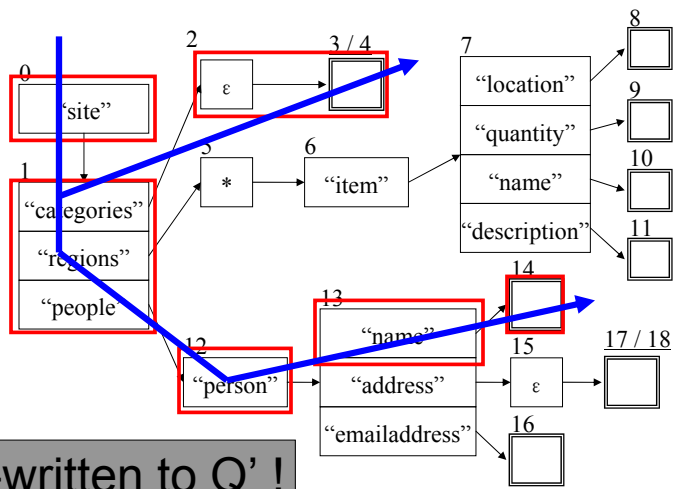 8
2
3 / 4
7
0
ε
“location”
9
“site”
“quantity”
5
6
10
1
*
“item”
“name”
“categories”
11
“description”
“regions”
14
“people”
13
“name”
12
15
17 / 18
“person”
“address”
ε
16
“emailaddress”
written to Q’ !